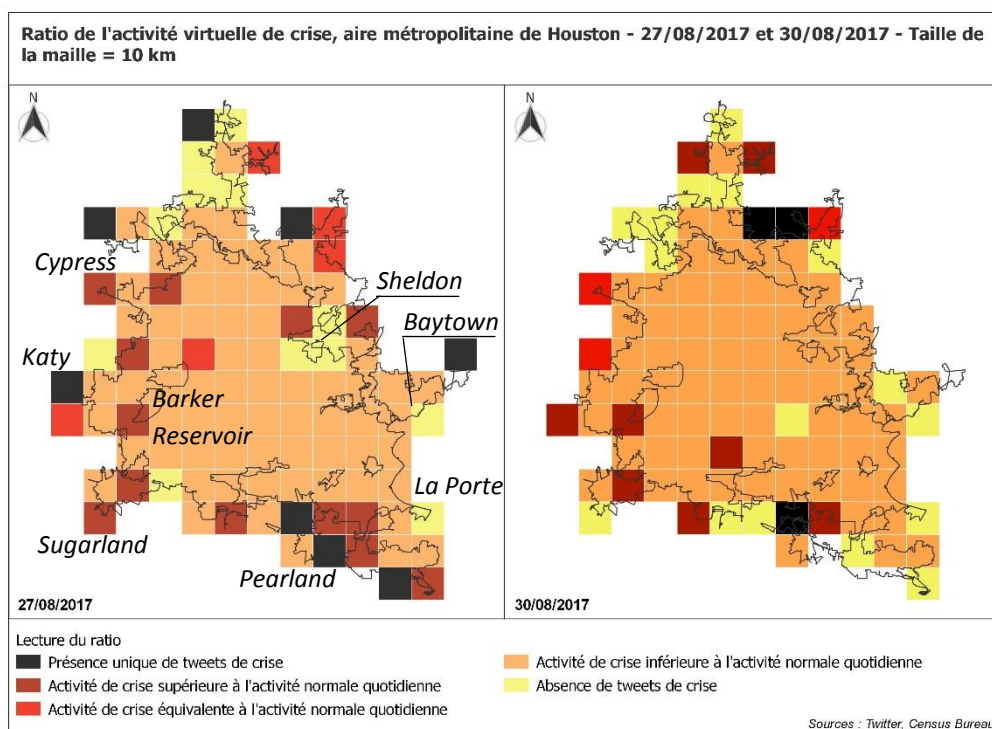 Ratio de l'activité virtuelle de crise, aire métropolitaine de Houston - 27/08/2017 et 30/08/2017 - Taille de
la maille = 10 km
N
N
Cypress
Sheldon
Baytown
Katy
Barker
Reservoir
La Porte
Sugarland
Pearland
27/08/2017
30/08/2017
Lecture du ratio
Présence unique de tweets de crise
Activité de crise supérieure à l'activité normale quotidienne
Activité de crise équivalente à l'activité normale quotidienne
Activité de crise inférieure à l'activité normale quotidienne
Absence de tweets de crise
Sources : Twitter, Census Bureau